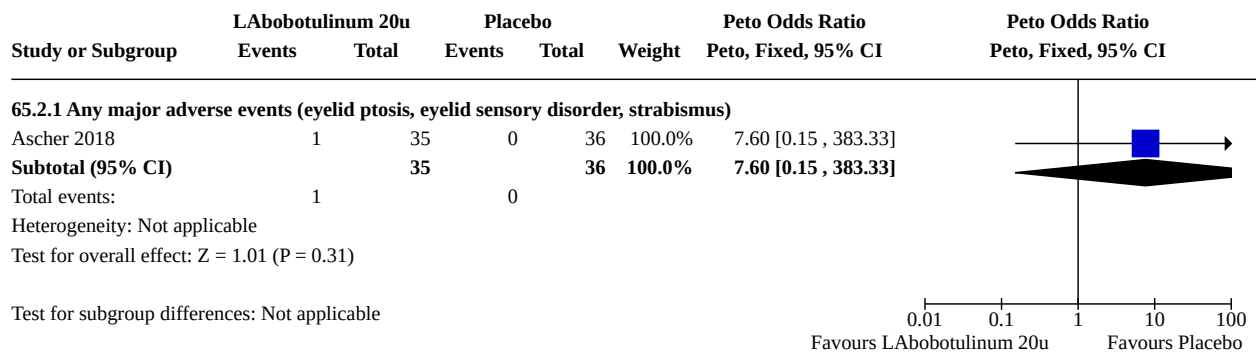 LAbobotulinum 20u Placebo Peto Odds Ratio Peto Odds Ratio
Study or Subgroup Events Total Events Total Weight Peto, Fixed, 95% CI Peto, Fixed, 95% CI
65.2.1 Any major adverse events (eyelid ptosis, eyelid sensory disorder, strabismus)
Ascher 2018 1 35 0 36 100.0% 7.60 [0.15 , 383.33]
Subtotal (95% CI) 35 36 100.0% 7.60 [0.15 , 383.33]
Total events: 1 0
Heterogeneity: Not applicable
Test for overall effect: Z = 1.01 (P = 0.31)
Test for subgroup differences: Not applicable
0.01 0.1 1 10 100
Favours LAbobotulinum 20u Favours Placebo